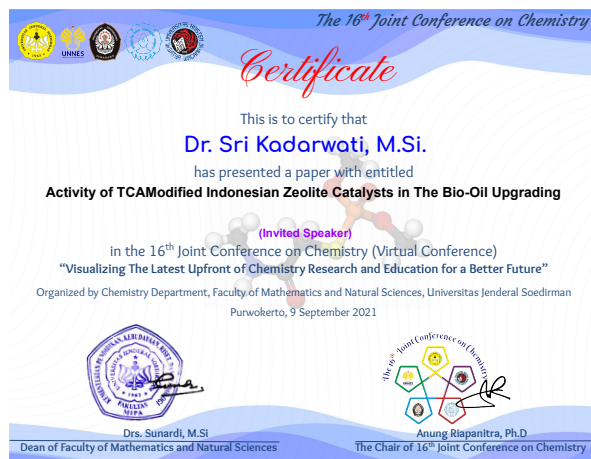 The 16th Joint Conference on Chemistry
UNNES
Certificate
This is to certify that
Dr. Sri Kadarwati, M.Si.
has presented a paper with entitled
Activity of TCAModified Indonesian Zeolite Catalysts in The Bio-Oil Upgrading
(Invited Speaker)
in the 16th Joint Conference on Chemistry (Virtual Conference)
“Visualizing The Latest Upfront of Chemistry Research and Education for a Better Future”
Organized by Chemistry Department, Faculty of Mathematics and Natural Sciences, Universitas Jenderal Soedirman
Purwokerto, 9 September 2021
FAKULTAS
MIPA
The 16th Joint Conference on Chemistry
Drs. Sunardi, M.Si
Dean of Faculty of Mathematics and Natural Sciences
Anung Riapanitra, Ph.D
The Chair of 16th Joint Conference on Chemistry